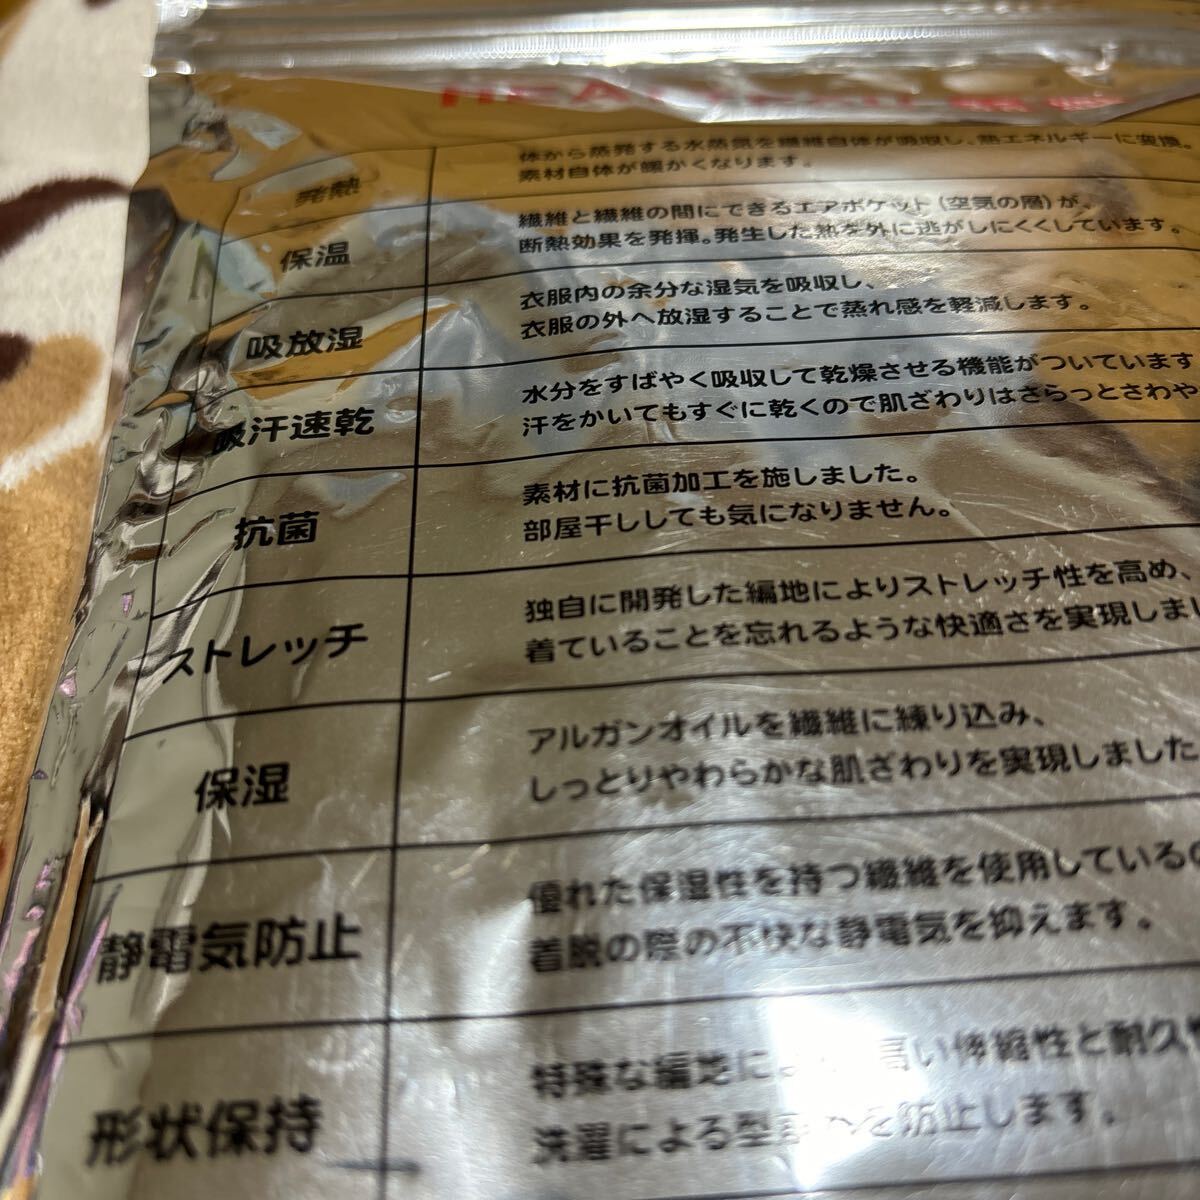 発熱
体から蒸発する水蒸気を繊維自体が吸収し、熱エネルギーに変換。
素材自体が暖かくなります。
保温
繊維と繊維の間にできるエアポケット(空気の層)が、
断熱効果を発揮。発生した熱を外に逃がしにくくしています。
吸放湿
衣服内の余分な湿気を吸収し、
衣服の外へ放湿することで蒸れ感を軽減します。
吸汗速乾
水分をすばやく吸収して乾燥させる機能がついています
汗をかいてもすぐに乾くので肌ざわりはさらっとさわや
抗菌
素材に抗菌加工を施しました。
部屋干ししても気になりません。
ストレッチ
独自に開発した編地によりストレッチ性を高め、
着ていることを忘れるような快適さを実現しまし
保湿
アルガンオイルを繊維に練り込み、
しっとりやわらかな肌ざわりを実現しました
静電気防止
優れた保湿性を持つ繊維を使用している
着脱の際の不快な静電気を抑えます。
形状保持
特殊な編地に 高い伸縮性と耐久
洗濯による型 を防止します。